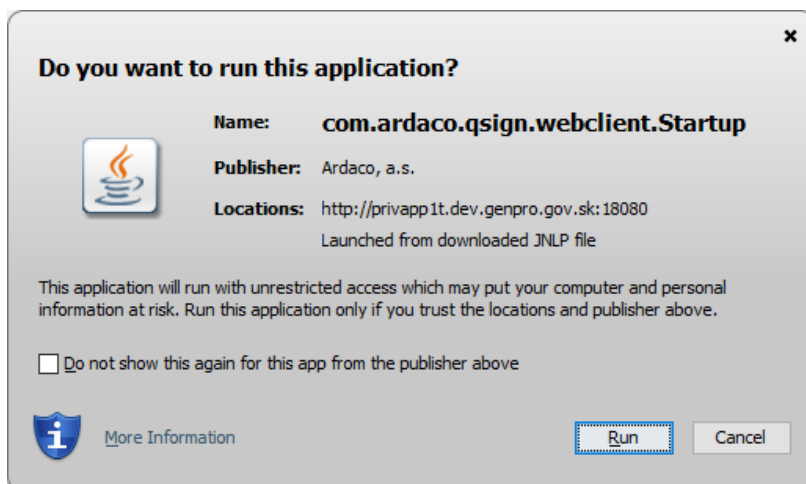 Do you want to run this application?
Name: com.ardaco.qsign.webclient.Startup
Publisher: Ardaco, a.s.
Locations: http://privapp1t.dev.genpro.gov.sk:18080
Launched from downloaded JNLP file
This application will run with unrestricted access which may put your computer and personal
information at risk. Run this application only if you trust the locations and publisher above.
Do not show this again for this app from the publisher above
More Information
Run
Cancel